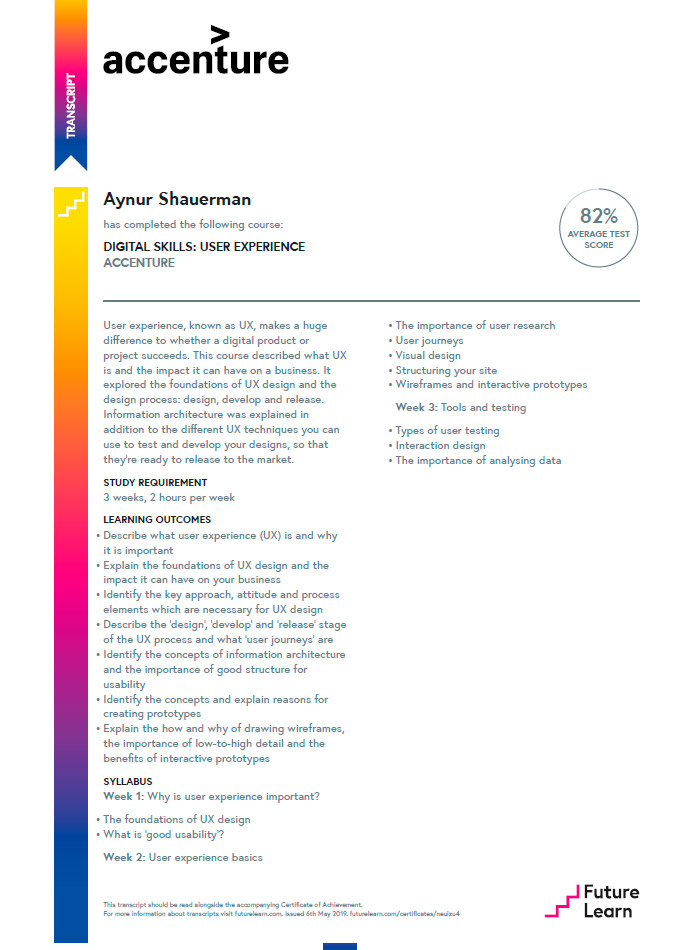 TRANSCRIPT
accenture
Aynur Shauerman
has completed the following course:
DIGITAL SKILLS: USER EXPERIENCE
ACCENTURE
82%
AVERAGE TEST
SCORE
User experience, known as UX, makes a huge
difference to whether a digital product or
project succeeds. This course described what UX
is and the impact it can have on a business. It
explored the foundations of UX design and the
design process: design, develop and release.
Information architecture was explained in
addition to the different UX techniques you can
use to test and develop your designs, so that
they're ready to release to the market.
STUDY REQUIREMENT
3 weeks, 2 hours per week
LEARNING OUTCOMES
• Describe what user experience (UX) is and why
it is important
• Explain the foundations of UX design and the
impact it can have on your business
• Identify the key approach, attitude and process
elements which are necessary for UX design
• Describe the 'design', 'develop' and 'release' stage
of the UX process and what 'user journeys' are
• Identify the concepts of information architecture
and the importance of good structure for
usability
• Identify the concepts and explain reasons for
creating prototypes
• Explain the how and why of drawing wireframes,
the importance of low-to-high detail and the
benefits of interactive prototypes
SYLLABUS
Week 1: Why is user experience important?
• The foundations of UX design
• What is 'good usability'?
Week 2: User experience basics
• The importance of user research
• User journeys
• Visual design
• Structuring your site
• Wireframes and interactive prototypes
Week 3: Tools and testing
• Types of user testing
• Interaction design
• The importance of analysing data
This transcript should be read alongside the accompanying Certificate of Achievement.
For more information about transcripts visit futurelearn.com. Issued 6th May 2019. futurelearn.com/certificates/neuizu4
Future
Learn